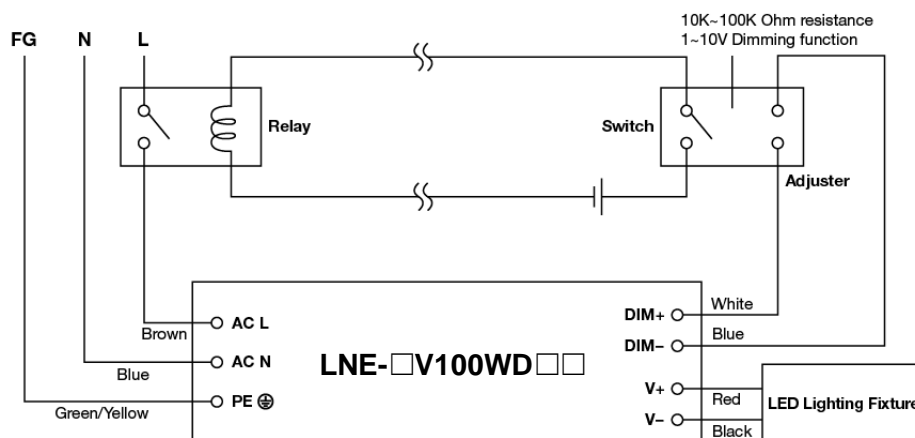 10K~100K Ohm resistance
1~10V Dimming function
FG N L
Relay
Switch
Adjuster
Brown
AC L
Blue
AC N
Green/Yellow
PE
LNE-□V100WD□□
DIM+
White
DIM–
Blue
V+
Red
V–
Black
LED Lighting Fixture